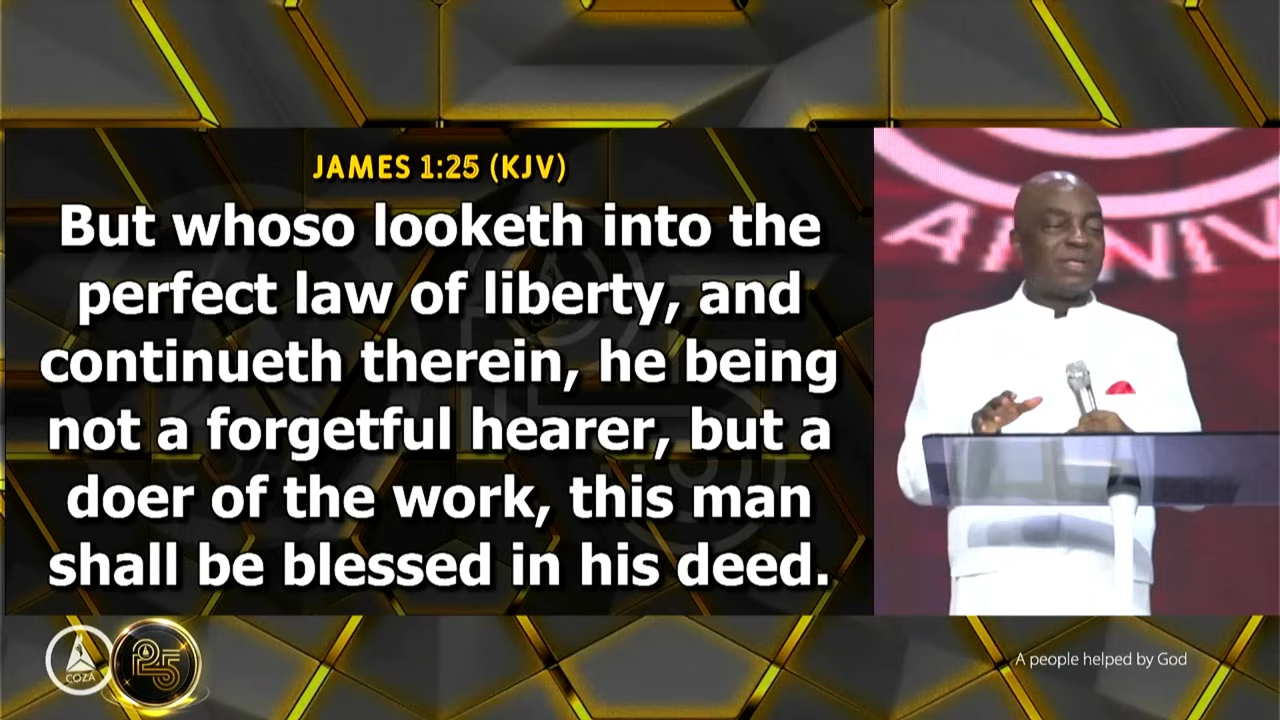 JAMES 1:25 (KJV)
But whoso looketh into the
perfect law of liberty, and
continueth therein, he being
not a forgetful hearer, but a
doer of the work, this man
shall be blessed in his deed.
ANNIV
COZA
25
A people helped by God